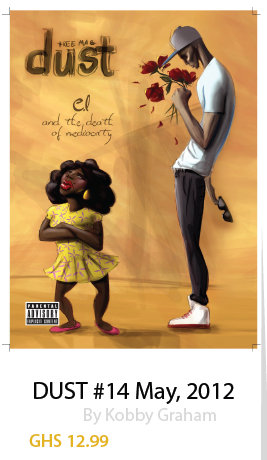 FREE MAG
dust
e.l
and the death
of mediocrity
PARENTAL
ADVISORY
EXPLICIT CONTENT
DUST #14 May, 2012
By Kobby Graham
GHS 12.99